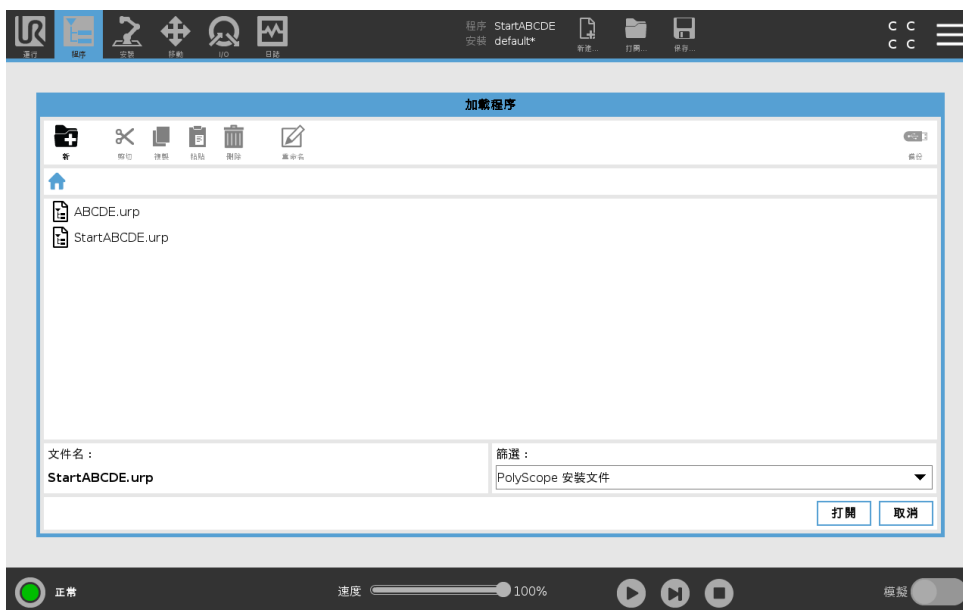 運行 程序 安裝 移動 I/O 日誌
程序 StartABCDE
安裝 default*
新建... 打開... 保存...
C C
C C
加載程序
新 剪切 複製 粘貼 刪除 重命名 備份
ABCDE.urp
StartABCDE.urp
文件名：
StartABCDE.urp
篩選：
PolyScope 安裝文件
打開 取消
正常
速度 100%
模擬